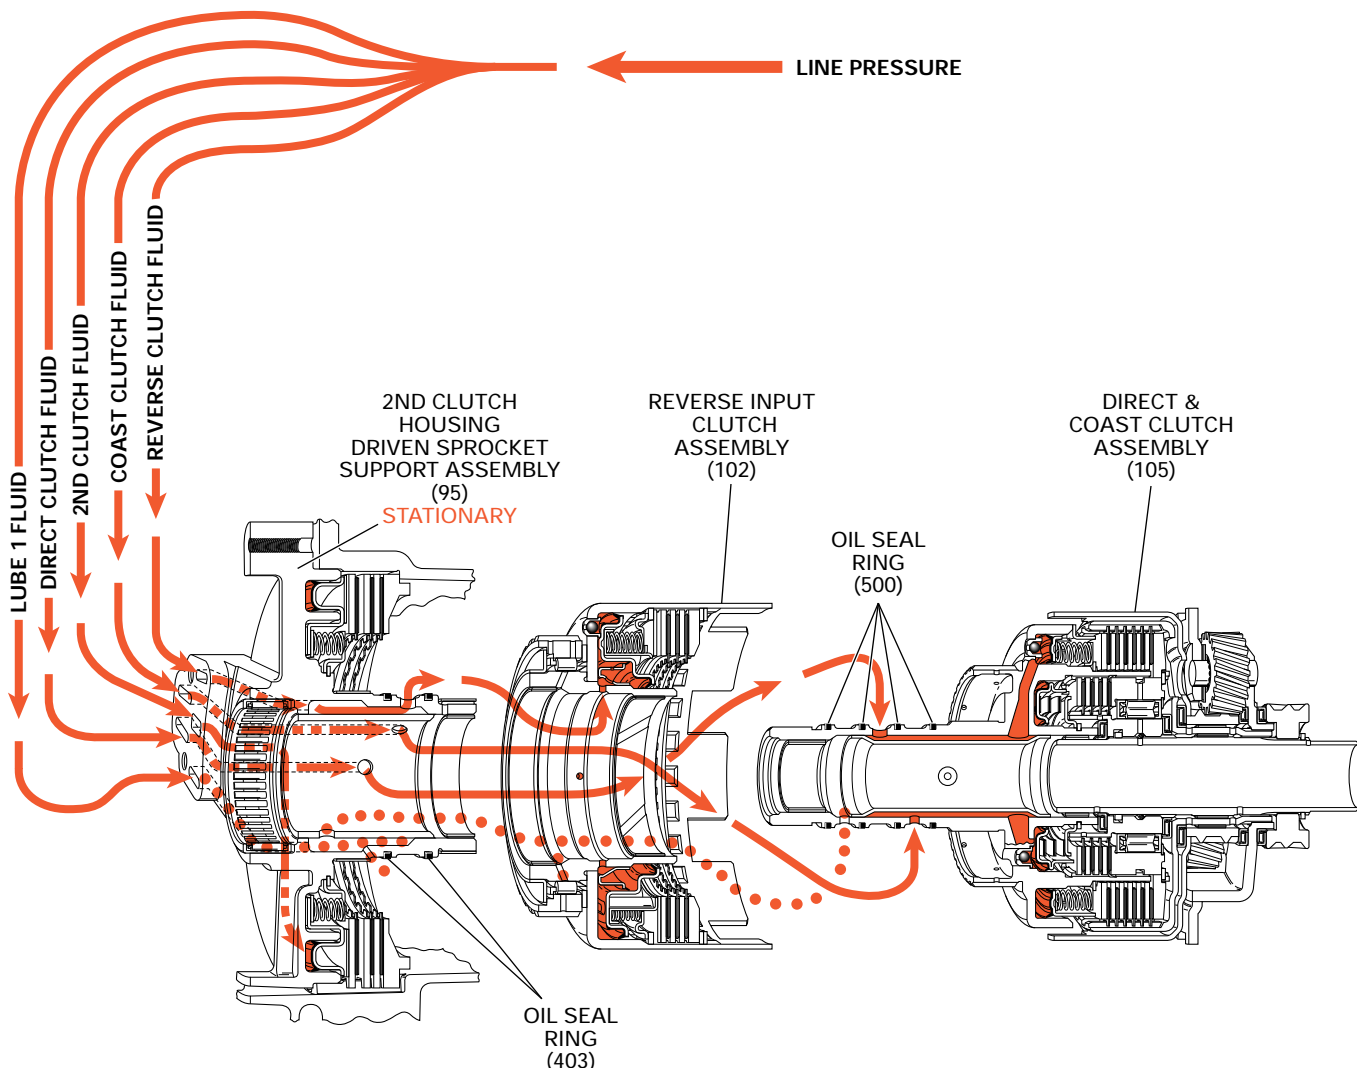 LINE PRESSURE
LUBE 1 FLUID
DIRECT CLUTCH FLUID
2ND CLUTCH FLUID
COAST CLUTCH FLUID
REVERSE CLUTCH FLUID
2ND CLUTCH
HOUSING
DRIVEN SPROCKET
SUPPORT ASSEMBLY
(95)
STATIONARY
REVERSE INPUT
CLUTCH
ASSEMBLY
(102)
OIL SEAL
RING
(500)
DIRECT &
COAST CLUTCH
ASSEMBLY
(105)
OIL SEAL
RING
(403)